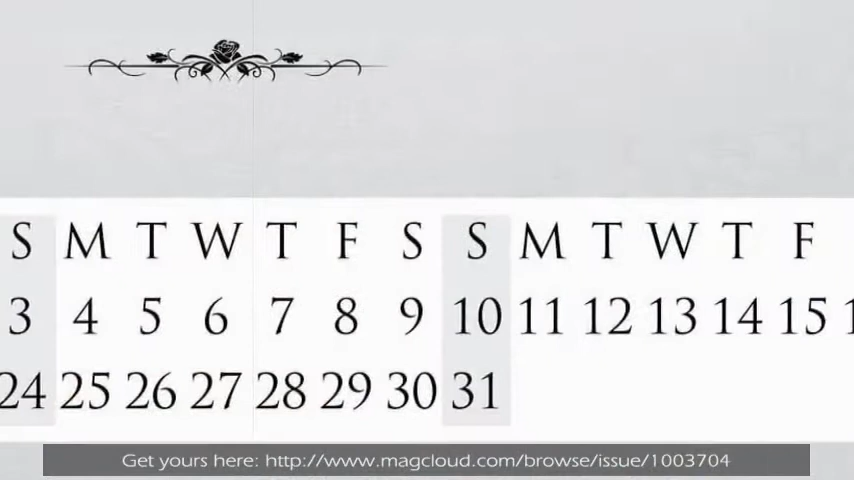 S M T W T F S S M T W T F
3 4 5 6 7 8 9 10 11 12 13 14 15
24 25 26 27 28 29 30 31
Get yours here: http://www.magcloud.com/browse/issue/1003704